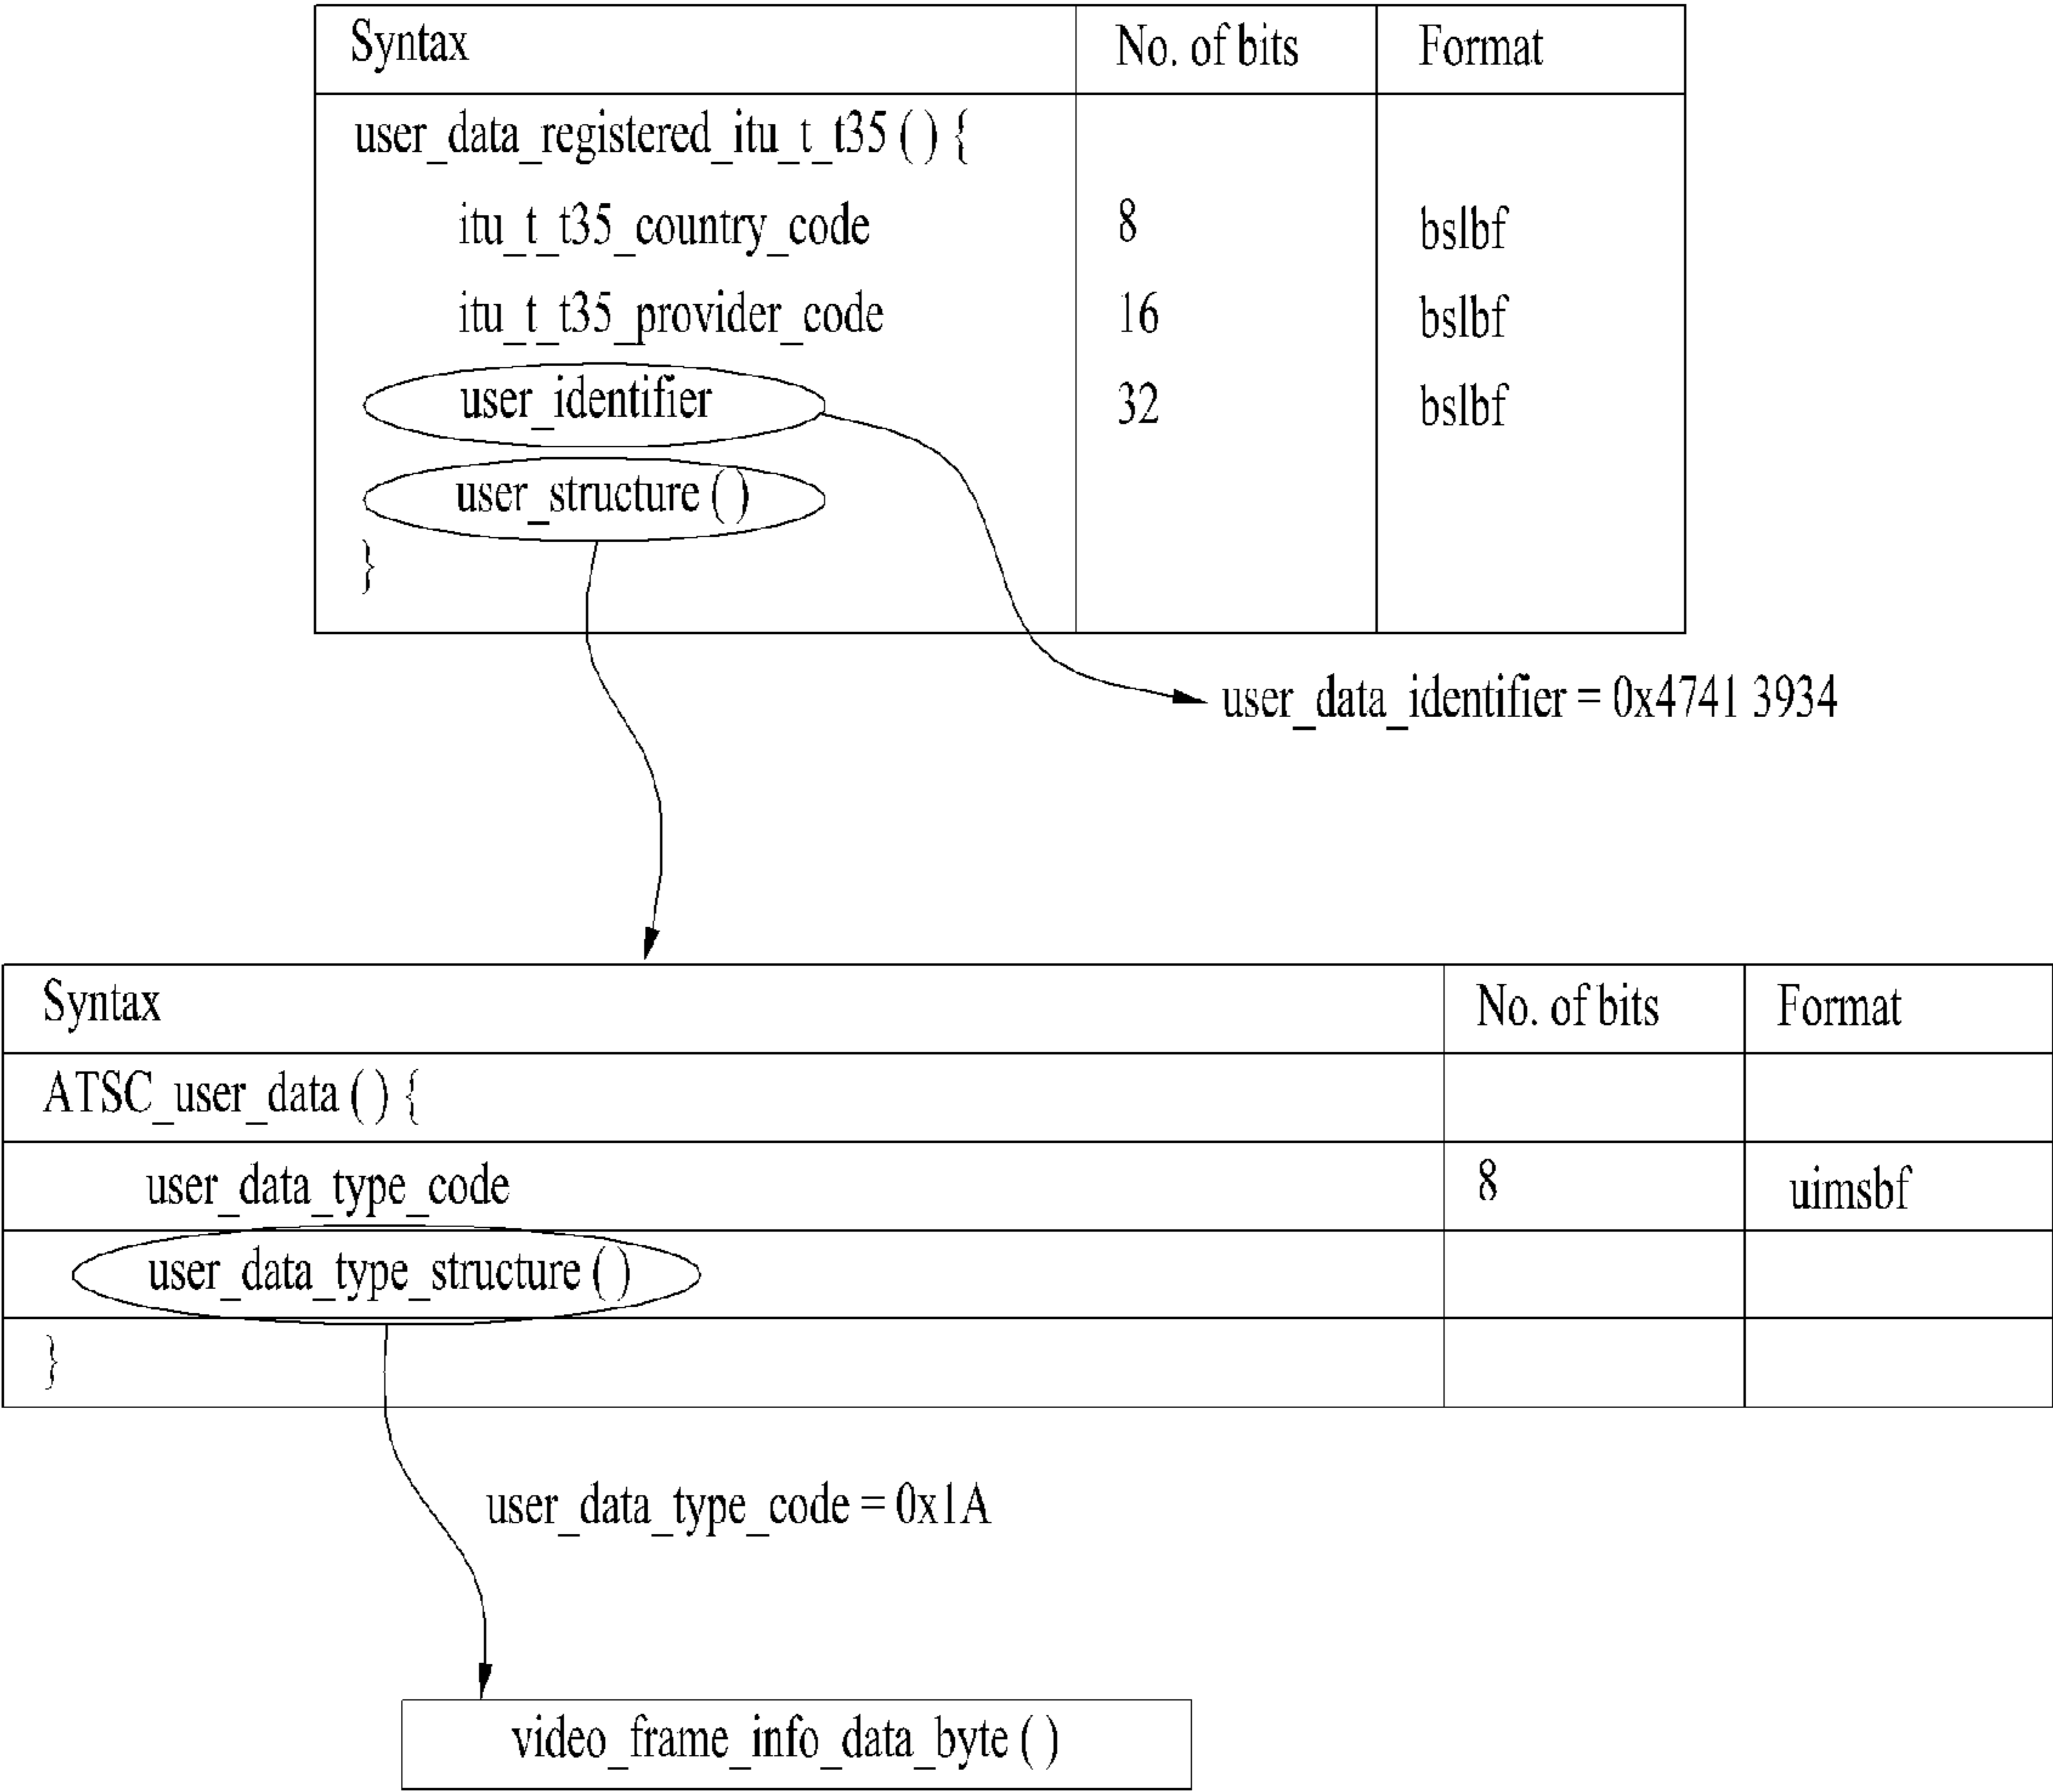 Syntax No. of bits Format
user_data_registered_itu_t_t35 ( ) {
itu_t_t35_country_code 8 bslbf
itu_t_t35_provider_code 16 bslbf
user_identifier 32 bslbf
user_structure ( )
}
user_data_identifier = 0x4741 3934
Syntax No. of bits Format
ATSC_user_data ( ) {
user_data_type_code 8 uimsbf
user_data_type_structure ( )
}
user_data_type_code = 0x1A
video_frame_info_data_byte ( )